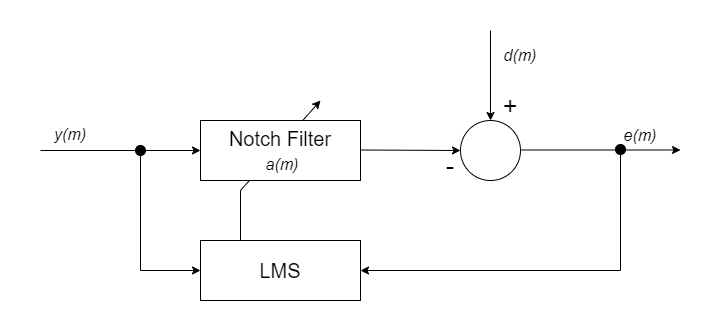 d(m)
+
y(m)
Notch Filter
a(m)
e(m)
-
LMS